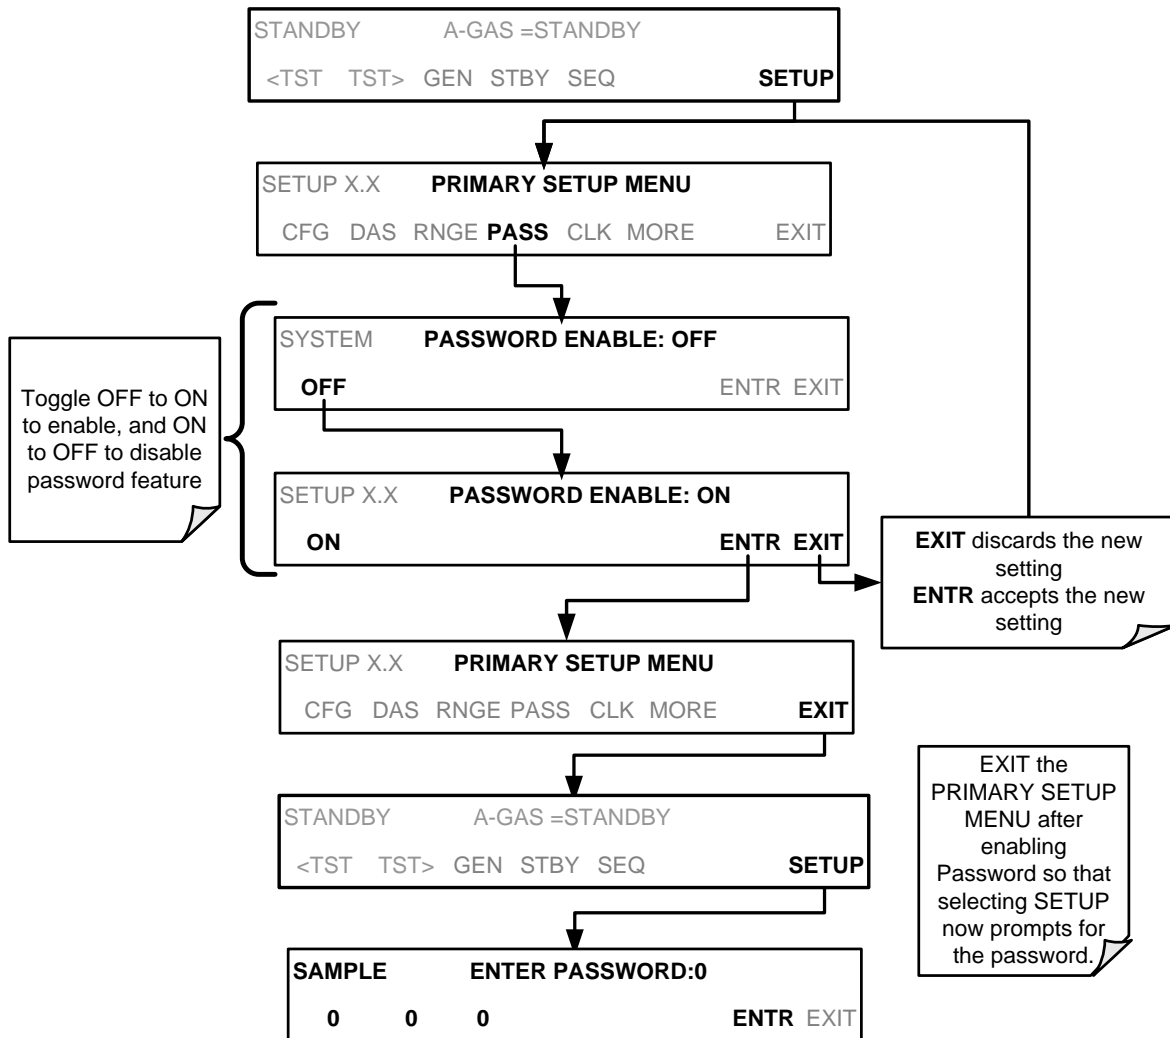 STANDBY A-GAS =STANDBY
<TST TST> GEN STBY SEQ SETUP
SETUP X.X PRIMARY SETUP MENU
CFG DAS RNGE PASS CLK MORE EXIT
SYSTEM PASSWORD ENABLE: OFF
OFF ENTR EXIT
Toggle OFF to ON
to enable, and ON
to OFF to disable
password feature
SETUP X.X PASSWORD ENABLE: ON
ON ENTR EXIT
EXIT discards the new
setting
ENTR accepts the new
setting
SETUP X.X PRIMARY SETUP MENU
CFG DAS RNGE PASS CLK MORE EXIT
EXIT the
PRIMARY SETUP
MENU after
enabling
Password so that
selecting SETUP
now prompts for
the password.
STANDBY A-GAS =STANDBY
<TST TST> GEN STBY SEQ SETUP
SAMPLE ENTER PASSWORD:0
0 0 0 ENTR EXIT